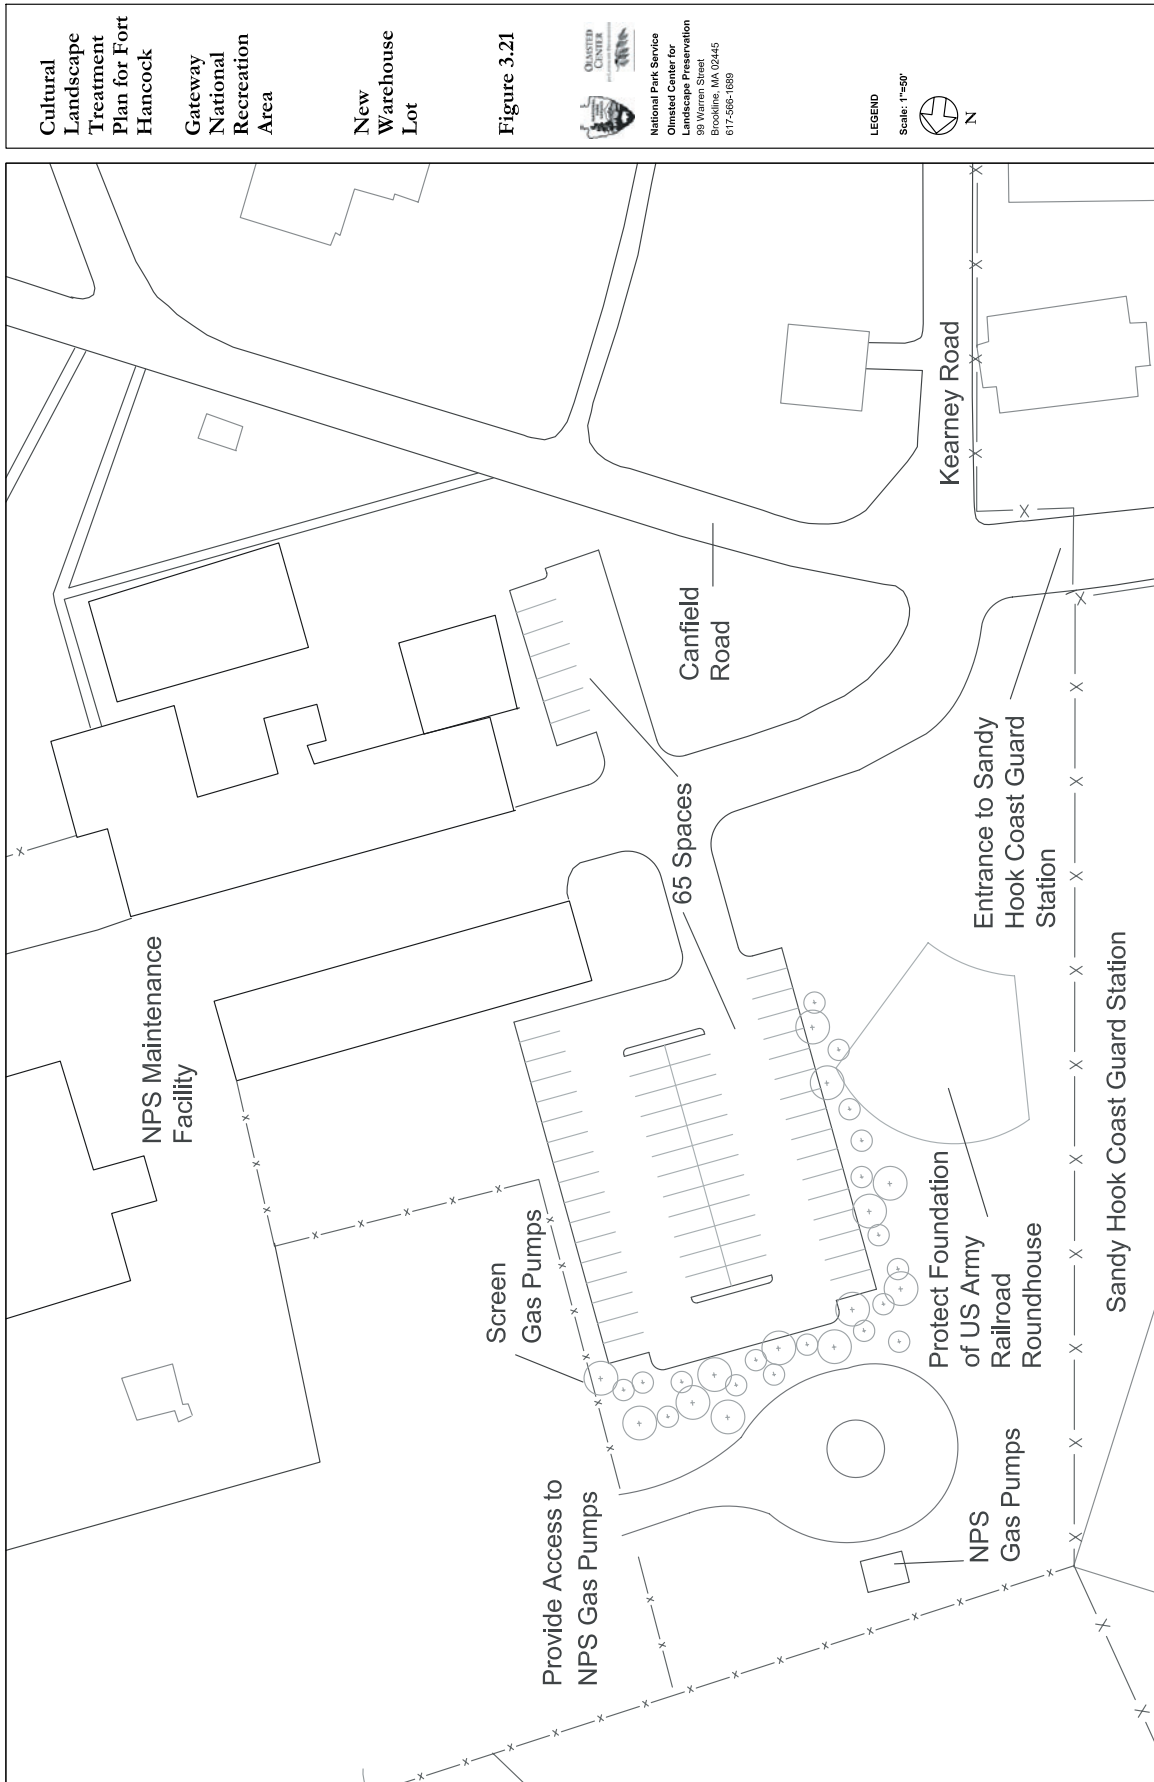 Cultural
Landscape
Treatment
Plan for Fort
Hancock
Gateway
National
Recreation
Area
New
Warehouse
Lot
Figure 3.21
OLMSTED
CENTER
National Park Service
Olmsted Center for
Landscape Preservation
99 Warren Street
Brookline, MA 02445
617-566-1689
LEGEND
Scale: 1"=50'
N
NPS Maintenance
Facility
Screen
Gas Pumps
Provide Access to
NPS Gas Pumps
65 Spaces
Canfield
Road
Kearney Road
Entrance to Sandy
Hook Coast Guard
Station
Protect Foundation
of US Army
Railroad
Roundhouse
NPS
Gas Pumps
Sandy Hook Coast Guard Station